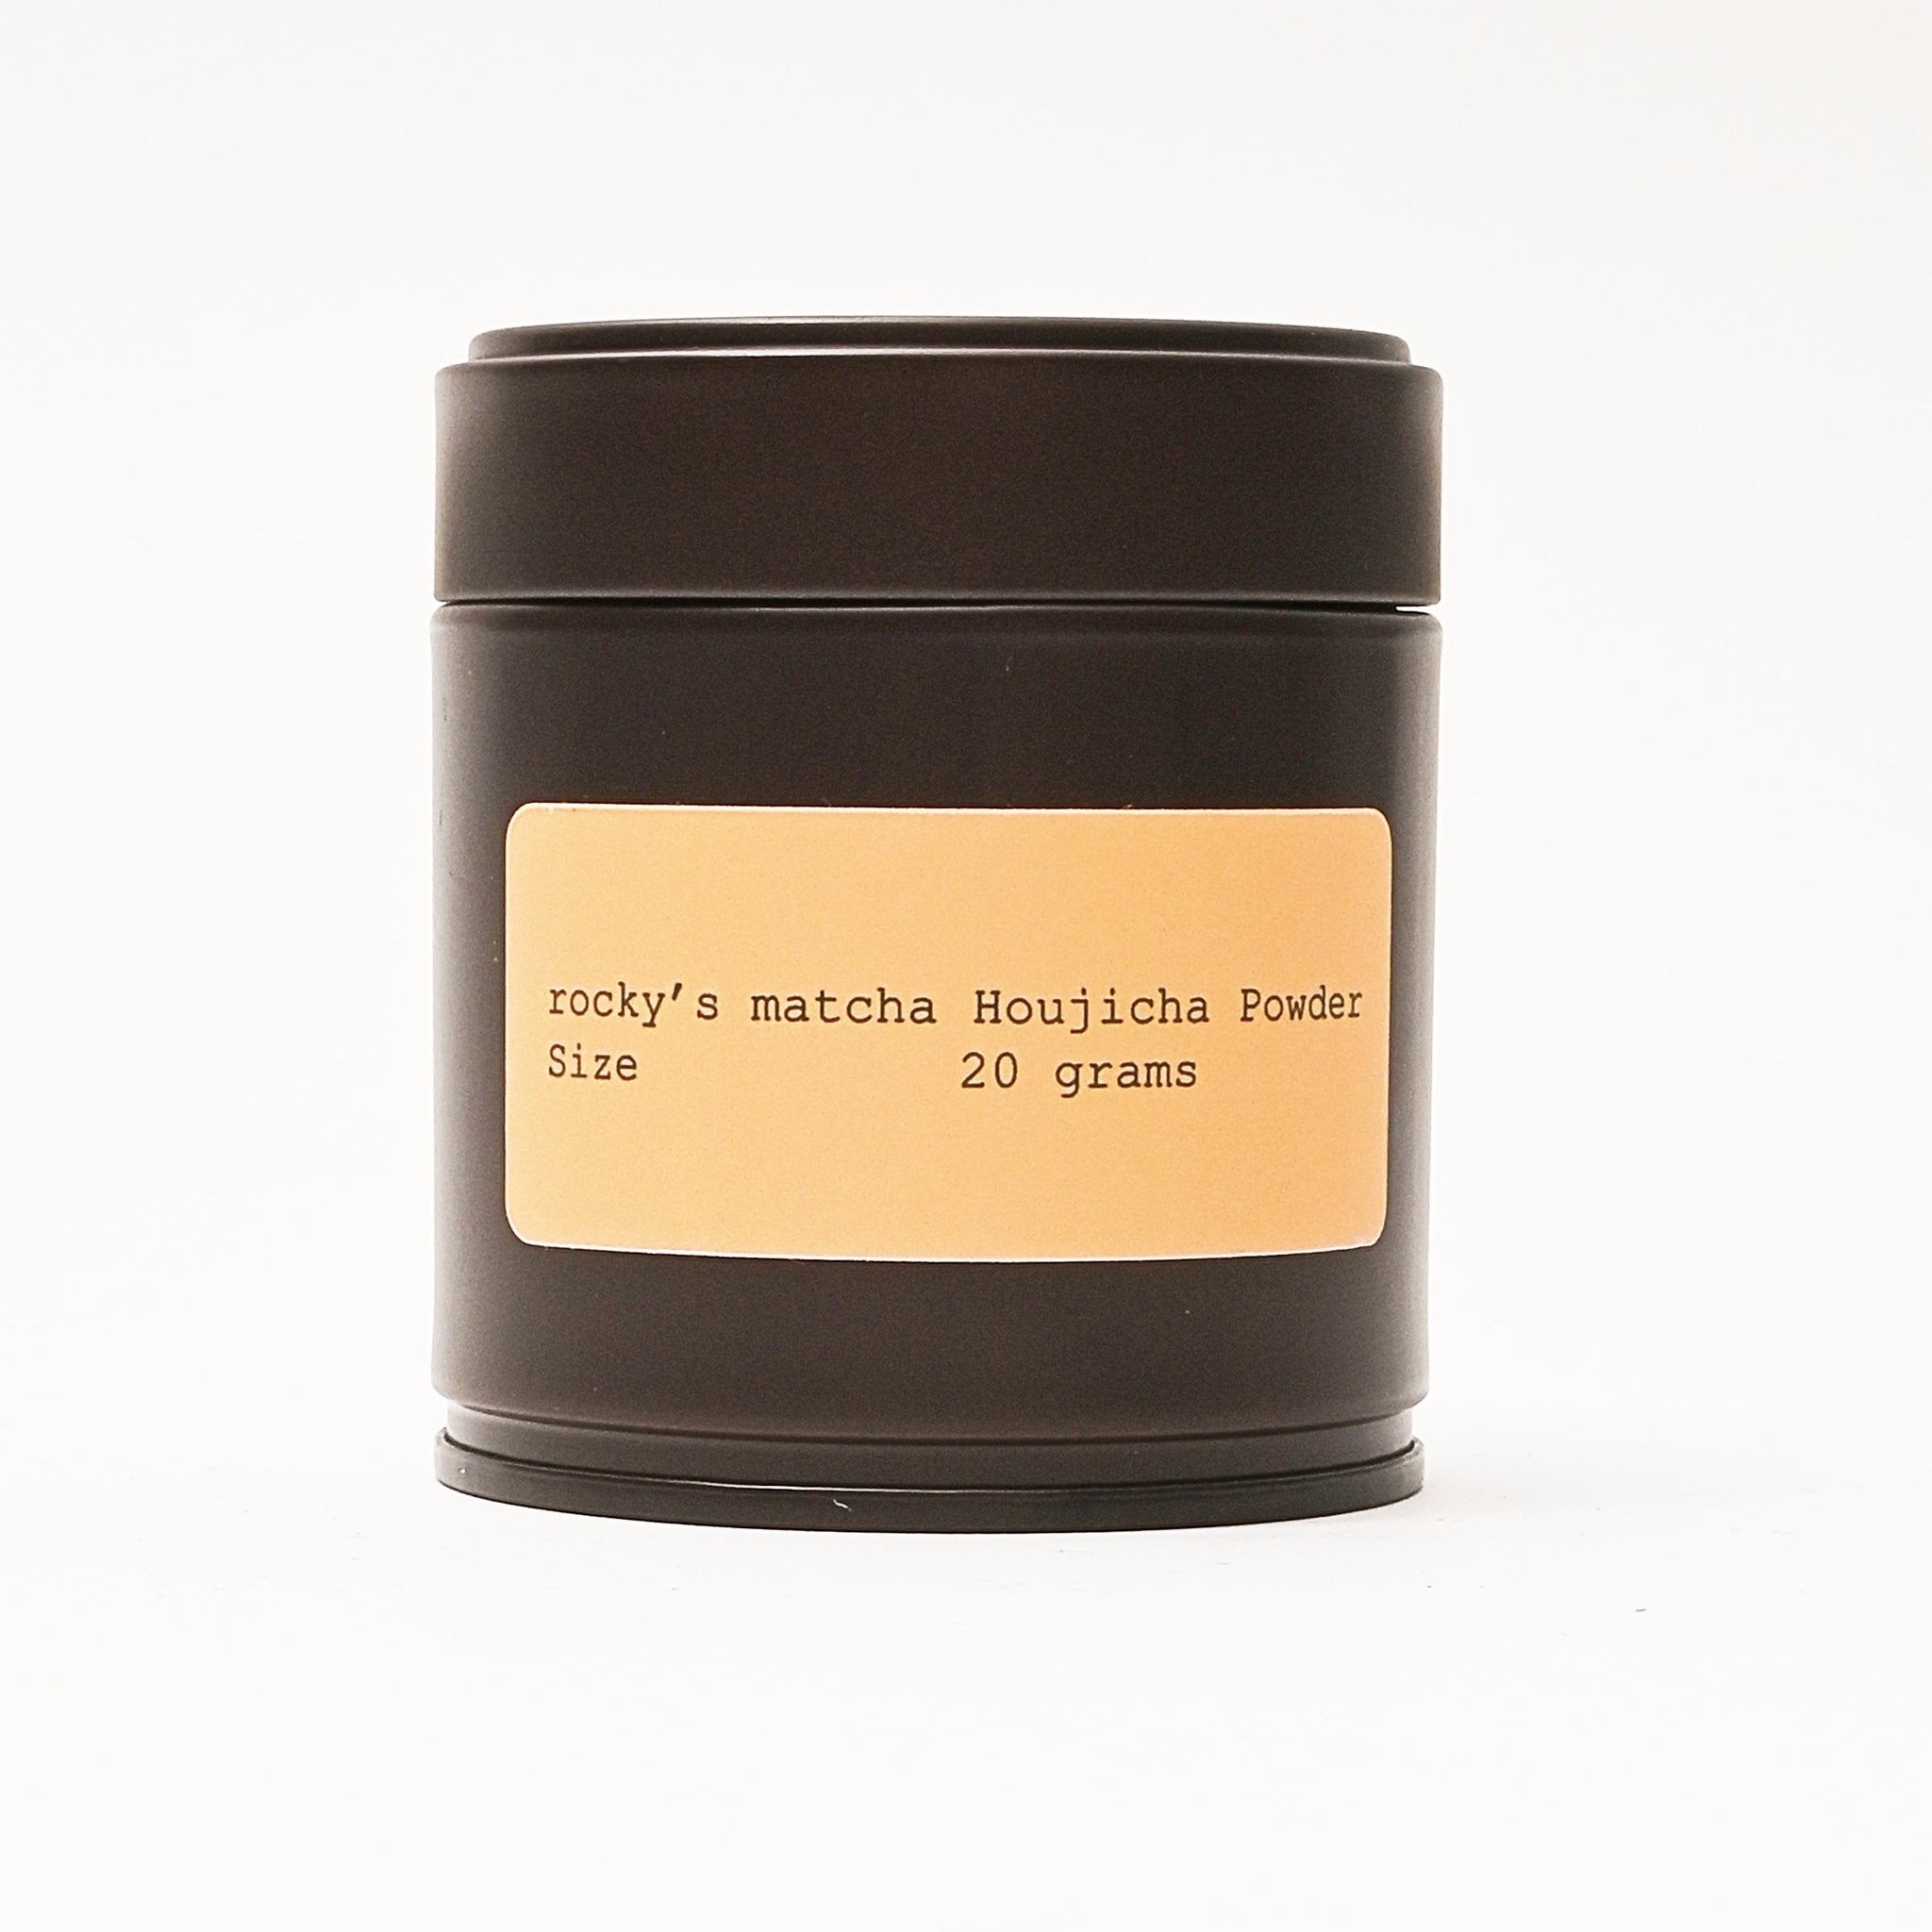 rocky's matcha Houjicha Powder
Size 20 grams